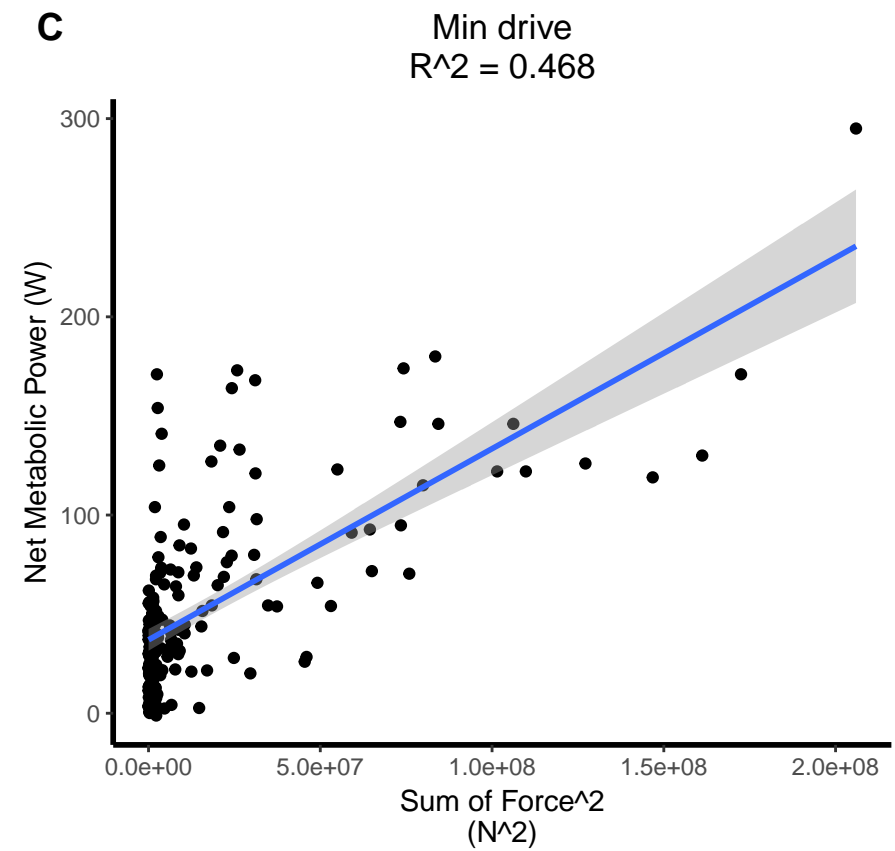 C
Min drive
R^2 = 0.468
300
200
100
0
Net Metabolic Power (W)
0.0e+00 5.0e+07 1.0e+08 1.5e+08 2.0e+08
Sum of Force^2
(N^2)